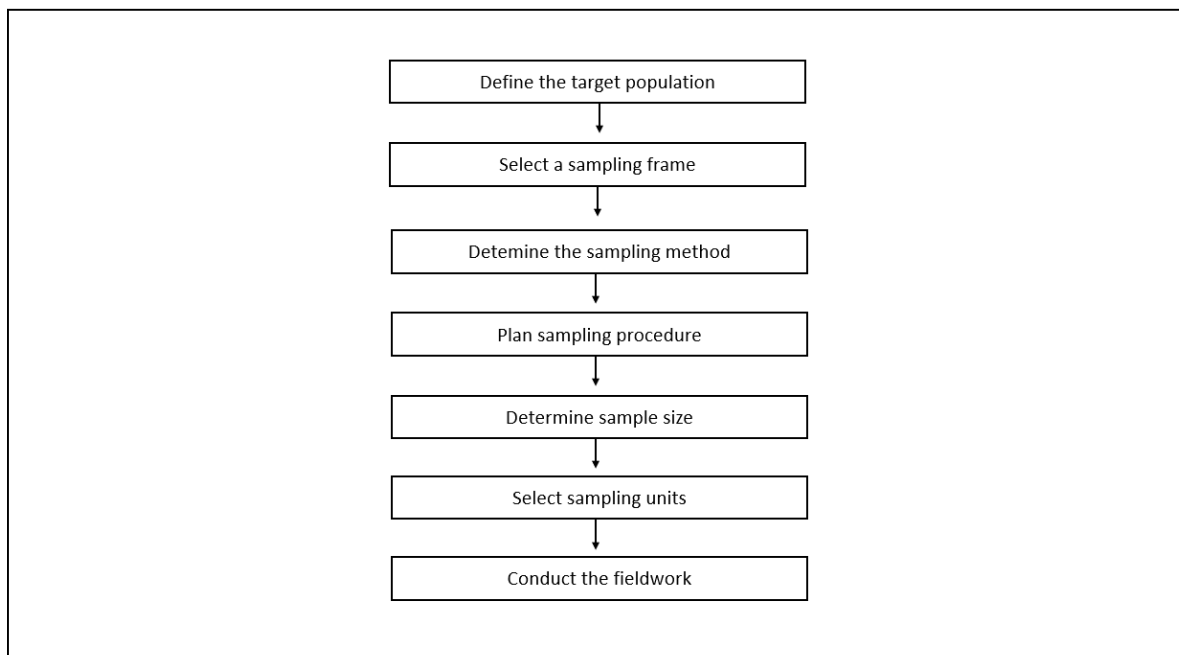 Define the target population
Select a sampling frame
Detemine the sampling method
Plan sampling procedure
Determine sample size
Select sampling units
Conduct the fieldwork